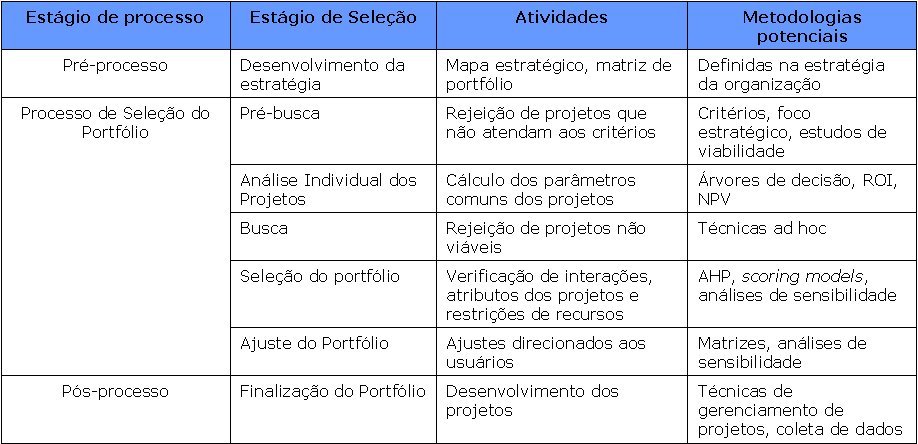 Estágio de processo
Estágio de Seleção
Atividades
Metodologias
potenciais
Pré-processo
Desenvolvimento da
estratégia
Mapa estratégico, matriz de
portfólio
Definidas na estratégia
da organização
Processo de Seleção do
Portfólio
Pré-busca
Rejeição de projetos que
não atendam aos critérios
Critérios, foco
estratégico, estudos de
viabilidade
Análise Individual dos
Projetos
Cálculo dos parâmetros
comuns dos projetos
Árvores de decisão, ROI,
NPV
Busca
Rejeição de projetos não
viáveis
Técnicas ad hoc
Seleção do portfólio
Verificação de interações,
atributos dos projetos e
restrições de recursos
AHP, scoring models,
análises de sensibilidade
Ajuste do Portfólio
Ajustes direcionados aos
usuários
Matrizes, análises de
sensibilidade
Pós-processo
Finalização do Portfólio
Desenvolvimento dos
projetos
Técnicas de
gerenciamento de
projetos, coleta de dados